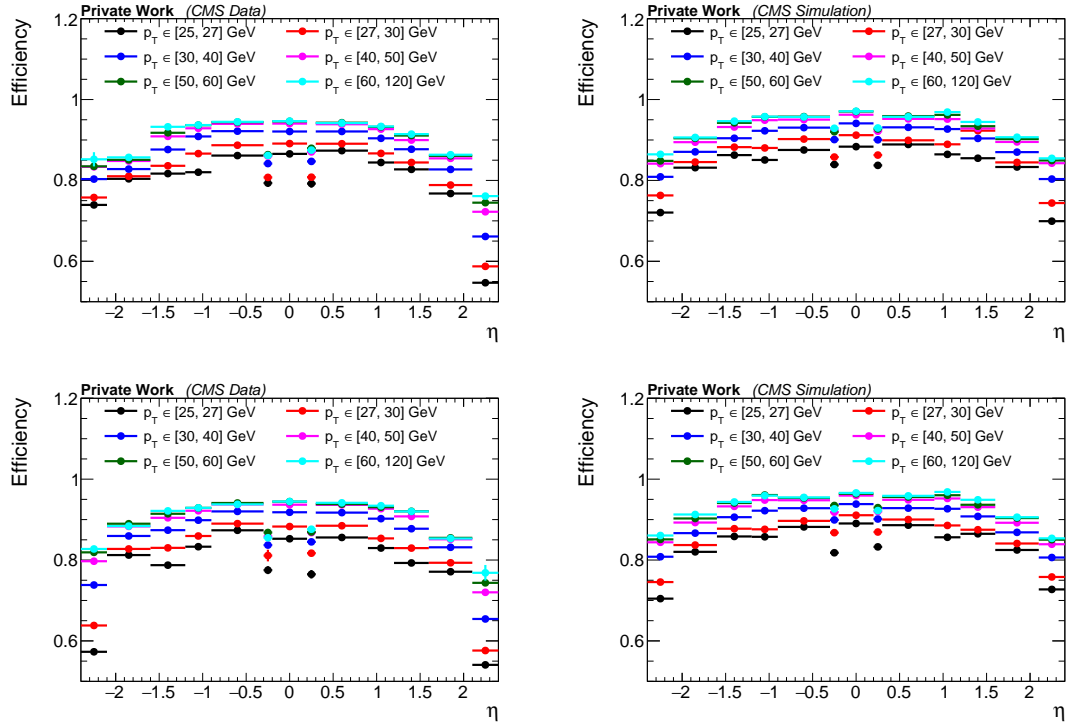 Private Work (CMS Data)
Efficiency
1.2
1
0.8
0.6
p_T ∈ [25, 27] GeV p_T ∈ [27, 30] GeV
p_T ∈ [30, 40] GeV p_T ∈ [40, 50] GeV
p_T ∈ [50, 60] GeV p_T ∈ [60, 120] GeV
−2 −1.5 −1 −0.5 0 0.5 1 1.5 2
η
Private Work (CMS Simulation)
Efficiency
1.2
1
0.8
0.6
p_T ∈ [25, 27] GeV p_T ∈ [27, 30] GeV
p_T ∈ [30, 40] GeV p_T ∈ [40, 50] GeV
p_T ∈ [50, 60] GeV p_T ∈ [60, 120] GeV
−2 −1.5 −1 −0.5 0 0.5 1 1.5 2
η
Private Work (CMS Data)
Efficiency
1.2
1
0.8
0.6
p_T ∈ [25, 27] GeV p_T ∈ [27, 30] GeV
p_T ∈ [30, 40] GeV p_T ∈ [40, 50] GeV
p_T ∈ [50, 60] GeV p_T ∈ [60, 120] GeV
−2 −1.5 −1 −0.5 0 0.5 1 1.5 2
η
Private Work (CMS Simulation)
Efficiency
1.2
1
0.8
0.6
p_T ∈ [25, 27] GeV p_T ∈ [27, 30] GeV
p_T ∈ [30, 40] GeV p_T ∈ [40, 50] GeV
p_T ∈ [50, 60] GeV p_T ∈ [60, 120] GeV
−2 −1.5 −1 −0.5 0 0.5 1 1.5 2
η